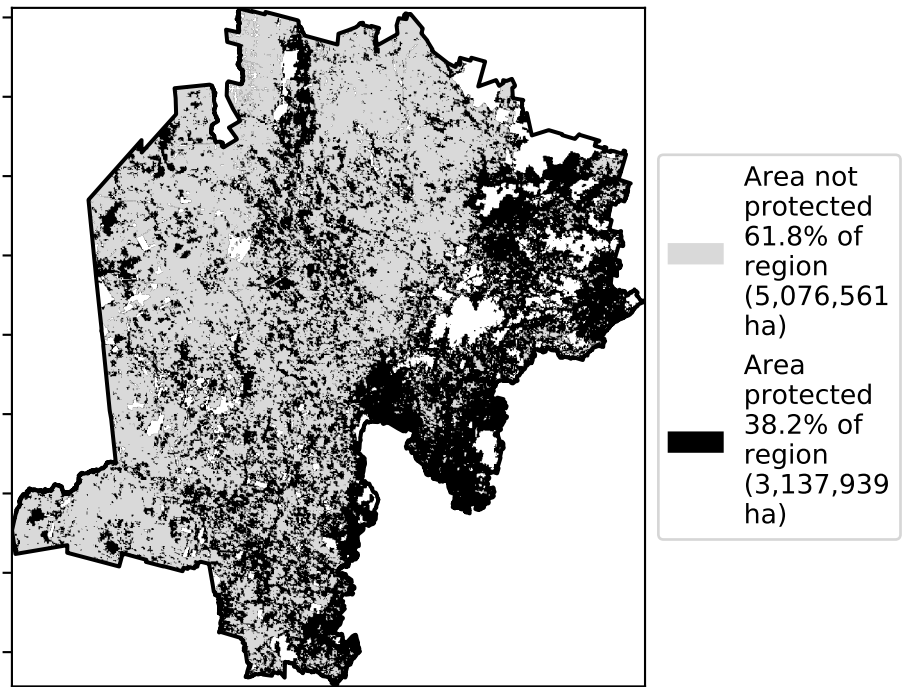 Area not
protected
61.8% of
region
(5,076,561
ha)
Area
protected
38.2% of
region
(3,137,939
ha)